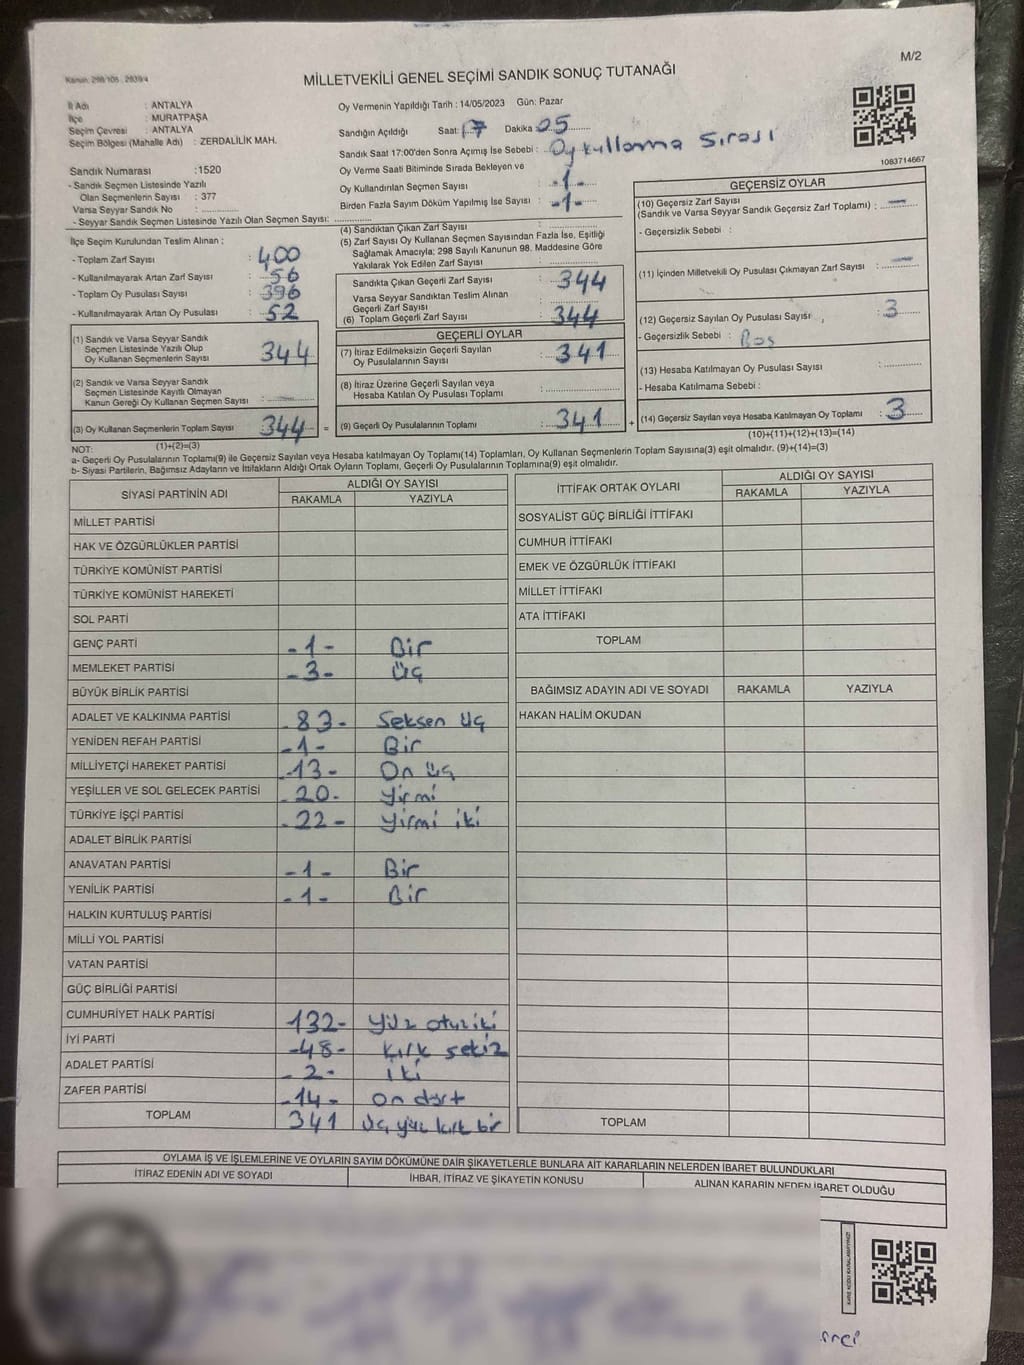 M/2
Kanun: 298/105 , 2839/4
MİLLETVEKİLİ GENEL SEÇİMİ SANDIK SONUÇ TUTANAĞI
İl Adı : ANTALYA
İlçe : MURATPAŞA
Seçim Çevresi : ANTALYA
Seçim Bölgesi (Mahalle Adı) : ZERDALİLİK MAH.
Oy Vermenin Yapıldığı Tarih : 14/05/2023 Gün: Pazar
Sandığın Açıldığı Saat: 17 Dakika : 05
Sandık Saat 17:00'den Sonra Açımış İse Sebebi : Oy kullanma sırası
Oy Verme Saati Bitiminde Sırada Bekleyen ve
Oy Kullandırılan Seçmen Sayısı : -1-
Birden Fazla Sayım Döküm Yapılmış İse Sayısı : -1-
1083714667
Sandık Numarası :1520
- Sandık Seçmen Listesinde Yazılı
Olan Seçmenlerin Sayısı : 377
Varsa Seyyar Sandık No :
- Seyyar Sandık Seçmen Listesinde Yazılı Olan Seçmen Sayısı:
İlçe Seçim Kurulundan Teslim Alınan ;
- Toplam Zarf Sayısı : 400
- Kullanılmayarak Artan Zarf Sayısı : 56
- Toplam Oy Pusulası Sayısı : 396
- Kullanılmayarak Artan Oy Pusulası : 52
(1) Sandık ve Varsa Seyyar Sandık
Seçmen Listesinde Yazılı Olup
Oy Kullanan Seçmenlerin Sayısı 344
(2) Sandık ve Varsa Seyyar Sandık
Seçmen Listesinde Kayıtlı Olmayan
Kanun Gereği Oy Kullanan Seçmen Sayısı :
(3) Oy Kullanan Seçmenlerin Toplam Sayısı : 344 =
(1)+(2)=(3)
(4) Sandıktan Çıkan Zarf Sayısı :
(5) Zarf Sayısı Oy Kullanan Seçmen Sayısından Fazla İse, Eşitliği
Sağlamak Amacıyla; 298 Sayılı Kanunun 98. Maddesine Göre
Yakılarak Yok Edilen Zarf Sayısı :
Sandıkta Çıkan Geçerli Zarf Sayısı : 344
Varsa Seyyar Sandıktan Teslim Alınan
Geçerli Zarf Sayısı :
(6) Toplam Geçerli Zarf Sayısı : 344
GEÇERLİ OYLAR
(7) İtiraz Edilmeksizin Geçerli Sayılan
Oy Pusulalarının Sayısı : 341
(8) İtiraz Üzerine Geçerli Sayılan veya
Hesaba Katılan Oy Pusulası Toplamı :
(9) Geçerli Oy Pusulalarının Toplamı : 341 +
GEÇERSİZ OYLAR
(10) Geçersiz Zarf Sayısı
(Sandık ve Varsa Seyyar Sandık Geçersiz Zarf Toplamı) : —
- Geçersizlik Sebebi :
(11) İçinden Milletvekili Oy Pusulası Çıkmayan Zarf Sayısı : —
(12) Geçersiz Sayılan Oy Pusulası Sayısı : 3
- Geçersizlik Sebebi : Boş
(13) Hesaba Katılmayan Oy Pusulası Sayısı :
- Hesaba Katılmama Sebebi :
(14) Geçersiz Sayılan veya Hesaba Katılmayan Oy Toplamı : 3
(10)+(11)+(12)+(13)=(14)
NOT:
a- Geçerli Oy Pusulalarının Toplamı(9) ile Geçersiz Sayılan veya Hesaba katılmayan Oy Toplamı(14) Toplamları, Oy Kullanan Seçmenlerin Toplam Sayısına(3) eşit olmalıdır. (9)+(14)=(3)
b- Siyasi Partilerin, Bağımsız Adayların ve İttifakların Aldığı Ortak Oyların Toplamı, Geçerli Oy Pusulalarının Toplamına(9) eşit olmalıdır.
SİYASİ PARTİNİN ADI ALDIĞI OY SAYISI
RAKAMLA YAZIYLA
MİLLET PARTİSİ
HAK VE ÖZGÜRLÜKLER PARTİSİ
TÜRKİYE KOMÜNİST PARTİSİ
TÜRKİYE KOMÜNİST HAREKETİ
SOL PARTİ
GENÇ PARTİ -1- Bir
MEMLEKET PARTİSİ -3- Üç
BÜYÜK BİRLİK PARTİSİ
ADALET VE KALKINMA PARTİSİ -83- Seksen üç
YENİDEN REFAH PARTİSİ -1- Bir
MİLLİYETÇİ HAREKET PARTİSİ -13- On üç
YEŞİLLER VE SOL GELECEK PARTİSİ -20- Yirmi
TÜRKİYE İŞÇİ PARTİSİ -22- Yirmi iki
ADALET BİRLİK PARTİSİ
ANAVATAN PARTİSİ -1- Bir
YENİLİK PARTİSİ -1- Bir
HALKIN KURTULUŞ PARTİSİ
MİLLİ YOL PARTİSİ
VATAN PARTİSİ
GÜÇ BİRLİĞİ PARTİSİ
CUMHURİYET HALK PARTİSİ -132- Yüz otuz iki
İYİ PARTİ -48- Kırk sekiz
ADALET PARTİSİ -2- iki
ZAFER PARTİSİ -14- on dört
TOPLAM 341 Üç yüz kırk bir
İTTİFAK ORTAK OYLARI ALDIĞI OY SAYISI
RAKAMLA YAZIYLA
SOSYALİST GÜÇ BİRLİĞİ İTTİFAKI
CUMHUR İTTİFAKI
EMEK VE ÖZGÜRLÜK İTTİFAKI
MİLLET İTTİFAKI
ATA İTTİFAKI
TOPLAM
BAĞIMSIZ ADAYIN ADI VE SOYADI RAKAMLA YAZIYLA
HAKAN HALİM OKUDAN
TOPLAM
OYLAMA İŞ VE İŞLEMLERİNE VE OYLARIN SAYIM DÖKÜMÜNE DAİR ŞİKAYETLERLE BUNLARA AİT KARARLARIN NELERDEN İBARET BULUNDUKLARI
İTİRAZ EDENİN ADI VE SOYADI İHBAR, İTİRAZ VE ŞİKAYETİN KONUSU ALINAN KARARIN NEDEN İBARET OLDUĞU
KARE KODU KARALAMAYINIZ!